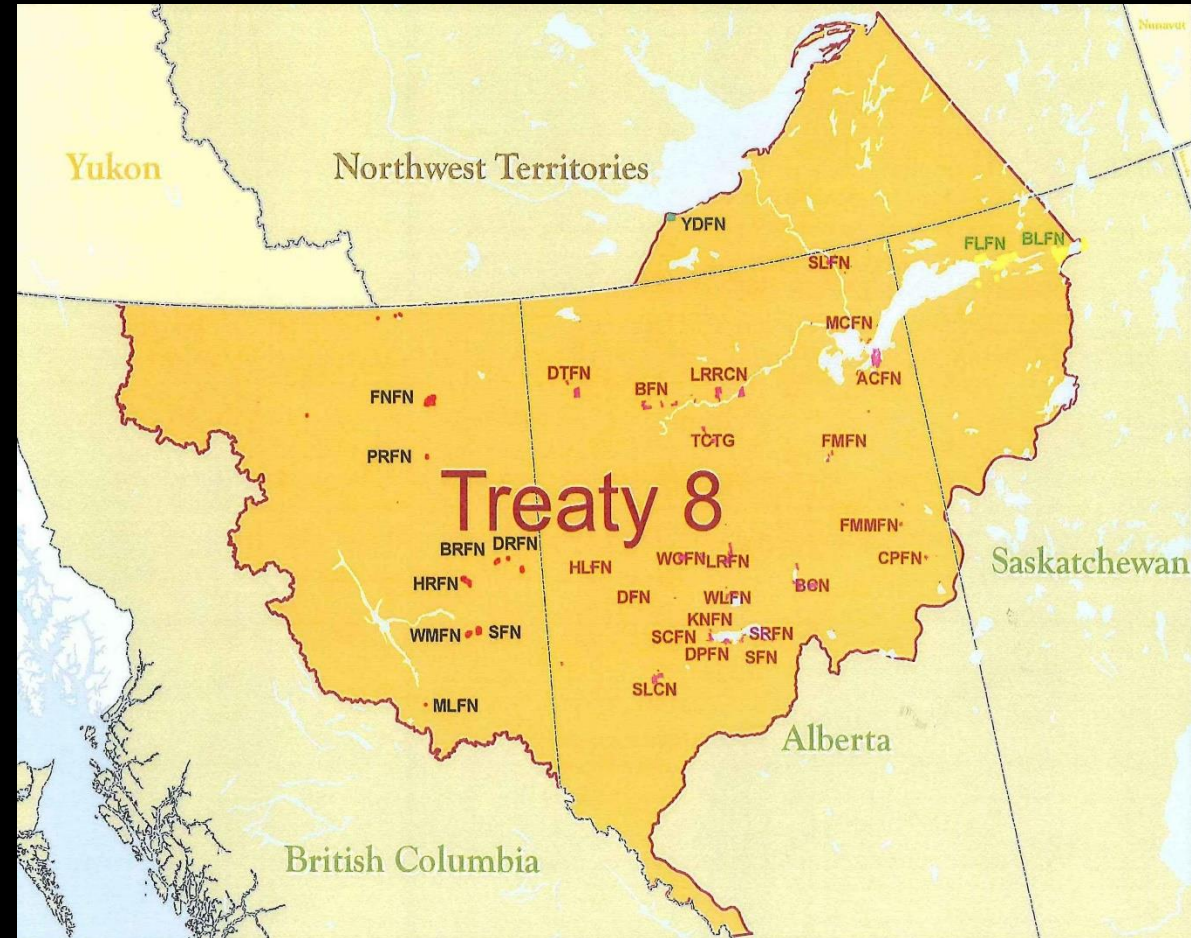 Nunavut
Yukon
Northwest Territories
YDFN
FLFN
BLFN
SLFN
MCFN
ACFN
DTFN
BFN
LRRCN
FNFN
TCTG
FMFN
PRFN
Treaty 8
FMMFN
BRFN
DRFN
HLFN
WCFN
LRFN
CPFN
Saskatchewan
HRFN
DFN
WLFN
BCN
KNFN
WMFN
SFN
SCFN
SRFN
DPFN
SFN
SLCN
MLFN
Alberta
British Columbia